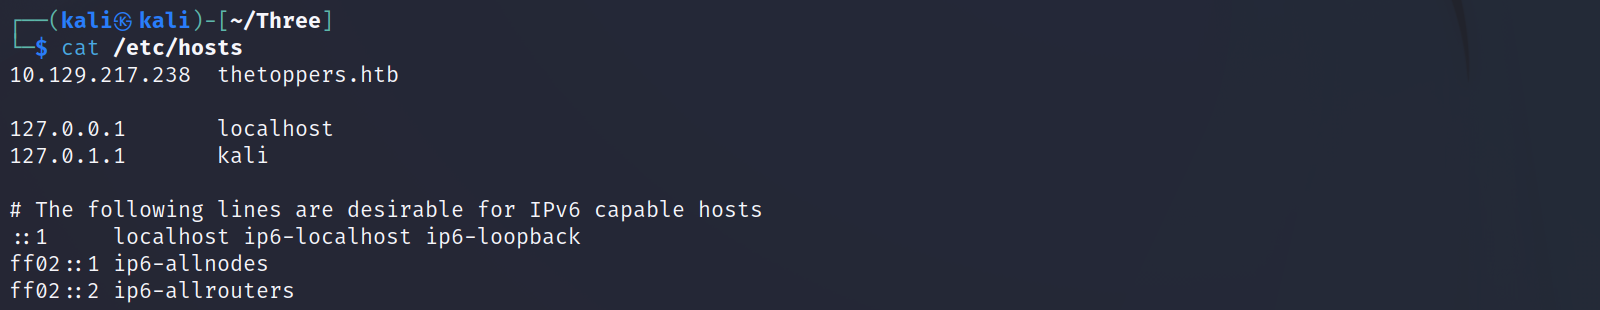 ┌──(kali㉿kali)-[~/Three]
└─$ cat /etc/hosts
10.129.217.238  thetoppers.htb

127.0.0.1       localhost
127.0.1.1       kali

# The following lines are desirable for IPv6 capable hosts
::1     localhost ip6-localhost ip6-loopback
ff02::1 ip6-allnodes
ff02::2 ip6-allrouters